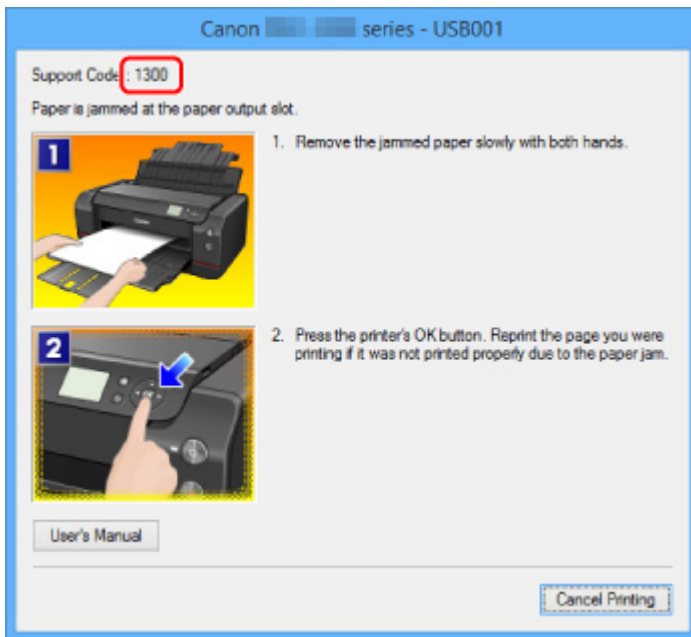 Canon series - USB001
Support Code : 1300
Paper is jammed at the paper output slot.
1
1. Remove the jammed paper slowly with both hands.
2
2. Press the printer's OK button. Reprint the page you were
printing if it was not printed properly due to the paper jam.
User's Manual
Cancel Printing